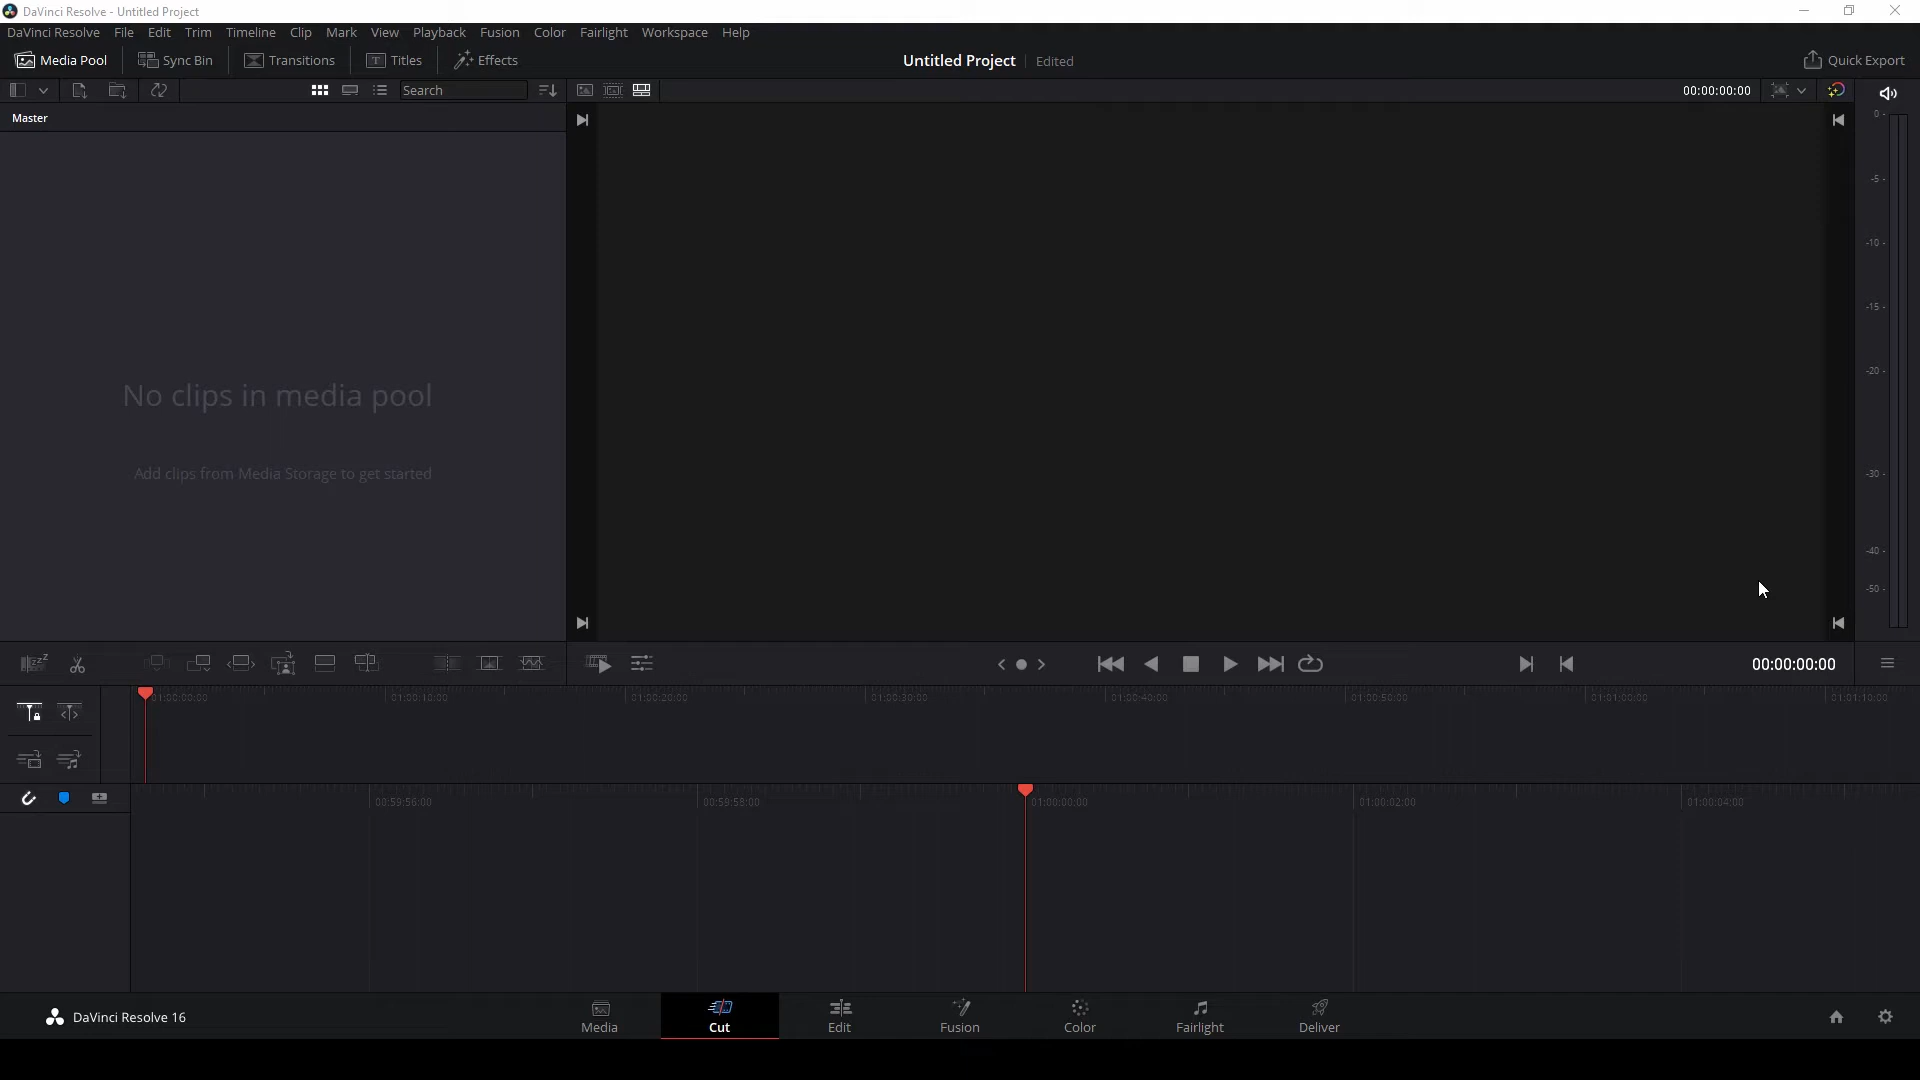 DaVinci Resolve - Untitled Project
DaVinci Resolve File Edit Trim Timeline Clip Mark View Playback Fusion Color Fairlight Workspace Help
Media Pool Sync Bin Transitions Titles Effects Untitled Project Edited Quick Export
Search 00:00:00:00
Master
0 -
-5 -
-10 -
-15 -
-20 -
-30 -
-40 -
-50 -
No clips in media pool
Add clips from Media Storage to get started
00:00:00:00
01:00:00:00 01:00:10:00 01:00:20:00 01:00:30:00 01:00:40:00 01:00:50:00 01:01:00:00 01:01:10:00
00:59:56:00 00:59:58:00 01:00:00:00 01:00:02:00 01:00:04:00
DaVinci Resolve 16
Media Cut Edit Fusion Color Fairlight Deliver